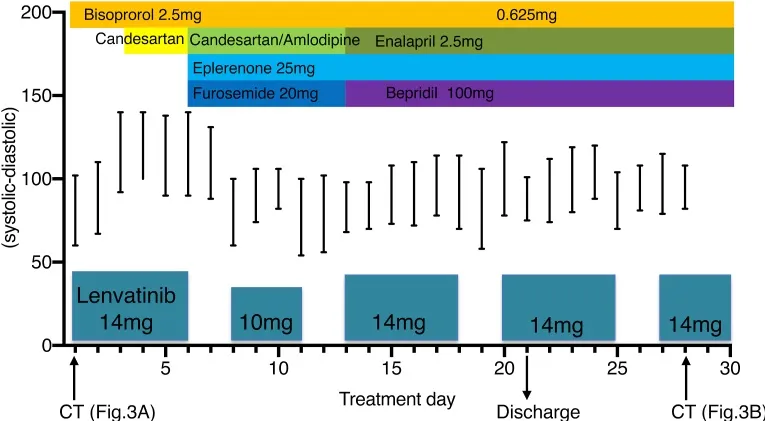 200
150
100
50
0
(systolic-diastolic)
Bisoprorol 2.5mg 0.625mg
Candesartan Candesartan/Amlodipine Enalapril 2.5mg
Eplerenone 25mg
Furosemide 20mg Bepridil 100mg
Lenvatinib
14mg 10mg 14mg 14mg 14mg
5 10 15 20 25 30
Treatment day
CT (Fig.3A) Discharge CT (Fig.3B)